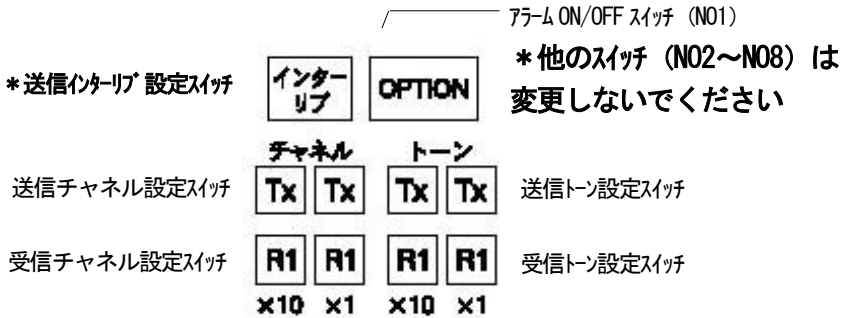 ｱﾗｰﾑ ON/OFF ｽｲｯﾁ（NO1）
＊送信ｲﾝﾀｰﾘﾌﾞ設定ｽｲｯﾁ
インター
リブ
OPTION
＊他のｽｲｯﾁ（NO2～NO8）は
変更しないでください
チャネル トーン
送信チャネル設定ｽｲｯﾁ Tx Tx Tx Tx 送信ﾄｰﾝ設定ｽｲｯﾁ
受信チャネル設定ｽｲｯﾁ R1 R1 R1 R1 受信ﾄｰﾝ設定ｽｲｯﾁ
×10 ×1 ×10 ×1